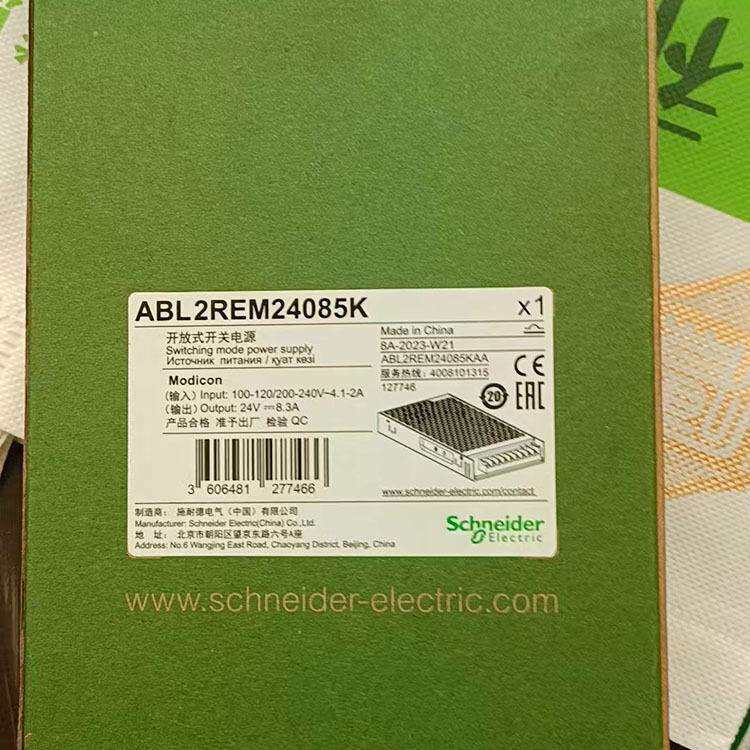 ABL2REM24085K x1
开放式开关电源
Switching mode power supply
Источник питания / қуат көзі
Modicon
(输入) Input: 100-120/200-240V~4.1-2A
(输出) Output: 24V⎓8.3A
产品合格 准予出厂 检验 QC
Made in China
8A-2023-W21
ABL2REM24085KAA
服务热线: 4008101315
127746
CE
20
EAC
3 606481 277466
www.schneider-electric.com/contact
制造商: 施耐德电气 (中国) 有限公司
Manufacturer: Schneider Electric(China) Co.,Ltd.
地 址: 北京市朝阳区望京东路六号A座
Address: No.6 Wangjing East Road, Chaoyang District, Beijing, China
Schneider
Electric
www.schneider-electric.com